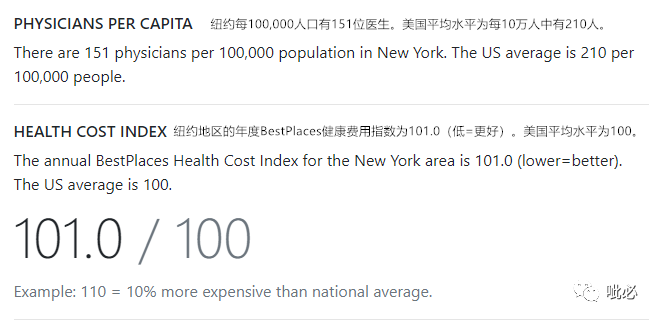 PHYSICIANS PER CAPITA 纽约每100,000人口有151位医生。美国平均水平为每10万人中有210人。
There are 151 physicians per 100,000 population in New York. The US average is 210 per
100,000 people.
HEALTH COST INDEX 纽约地区的年度BestPlaces健康费用指数为101.0（低=更好）。美国平均水平为100。
The annual BestPlaces Health Cost Index for the New York area is 101.0 (lower=better).
The US average is 100.
101.0 / 100
Example: 110 = 10% more expensive than national average.
呲必